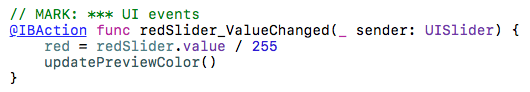 // MARK: *** UI events
@IBAction func redSlider_ValueChanged(_ sender: UISlider) {
    red = redSlider.value / 255
    updatePreviewColor()
}